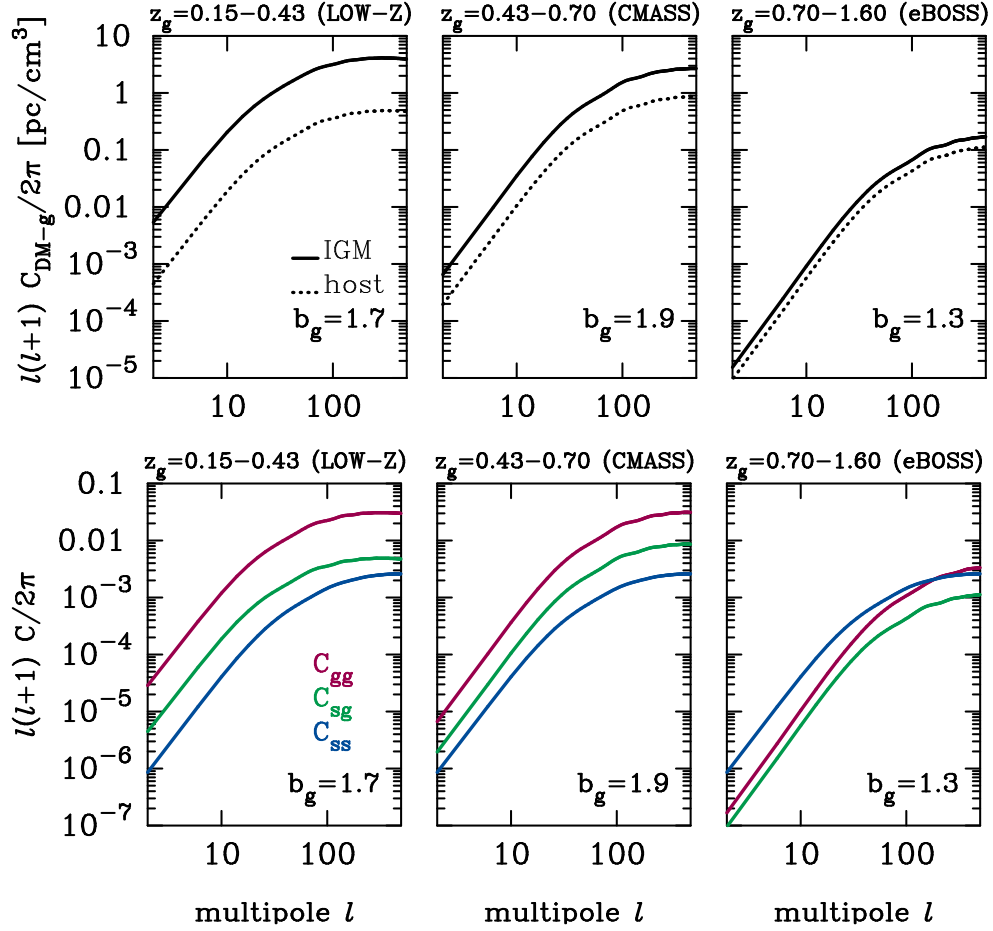 z_g=0.15−0.43 (LOW−Z) z_g=0.43−0.70 (CMASS) z_g=0.70−1.60 (eBOSS)
l(l+1) C_DM−g/2π [pc/cm^3]
10
1
0.1
0.01
10^−3
10^−4
10^−5
IGM
host
b_g=1.7 b_g=1.9 b_g=1.3
10 100 10 100 10 100
z_g=0.15−0.43 (LOW−Z) z_g=0.43−0.70 (CMASS) z_g=0.70−1.60 (eBOSS)
l(l+1) C/2π
0.1
0.01
10^−3
10^−4
10^−5
10^−6
10^−7
C_gg
C_sg
C_ss
b_g=1.7 b_g=1.9 b_g=1.3
10 100 10 100 10 100
multipole l multipole l multipole l